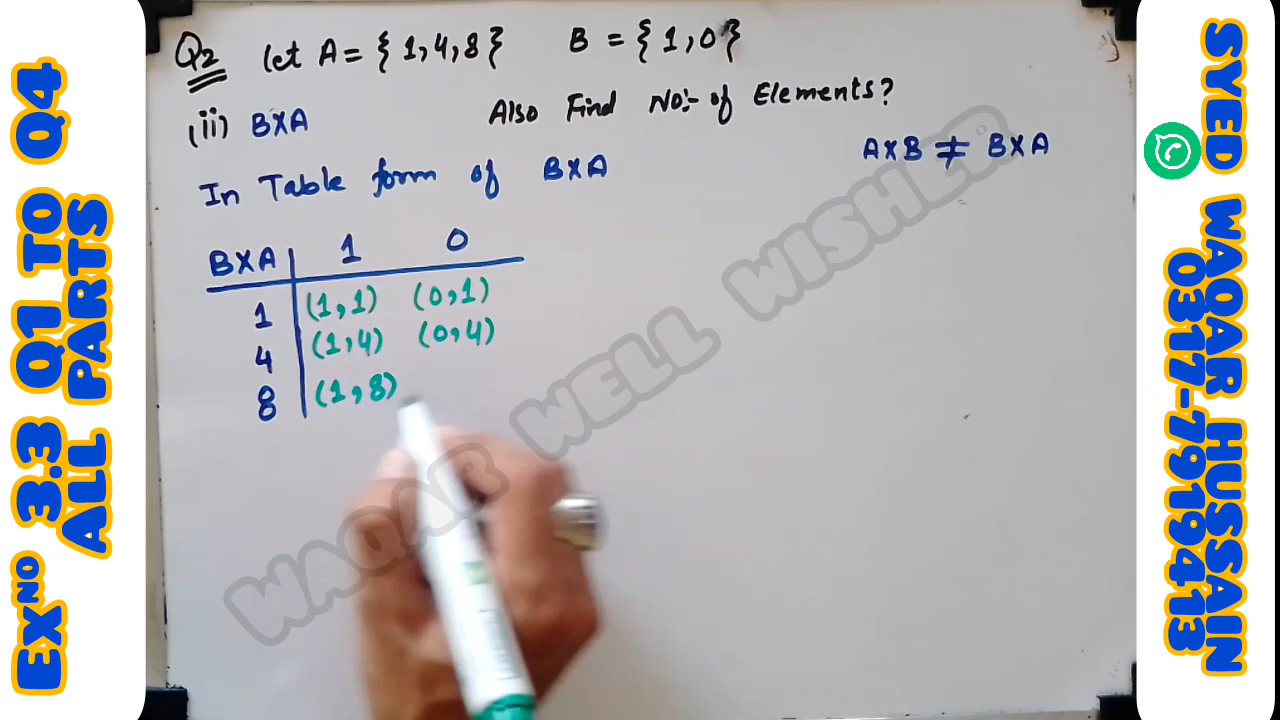 Q2 let A = { 1, 4, 8 } B = { 1, 0 }
(ii) B×A Also Find No:- of Elements?
In Table form of B×A A×B ≠ B×A
B×A 1 0
1 (1,1) (0,1)
4 (1,4) (0,4)
8 (1,8)
WAQAR WELL WISHER
EXNO 3.3 Q1 TO Q4
ALL PARTS
SYED WAQAR HUSSAIN
0317-7919413